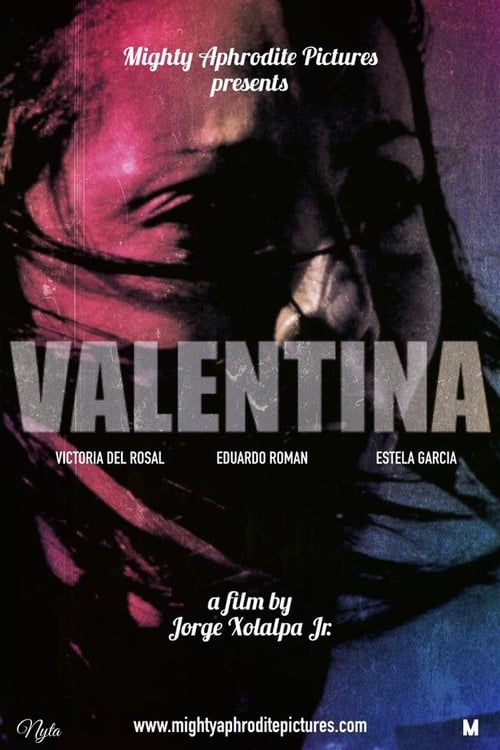 Mighty Aphrodite Pictures
presents
VALENTINA
VICTORIA DEL ROSAL EDUARDO ROMAN ESTELA GARCIA
a film by
Jorge Xolalpa Jr.
Nyta www.mightyaphroditepictures.com M